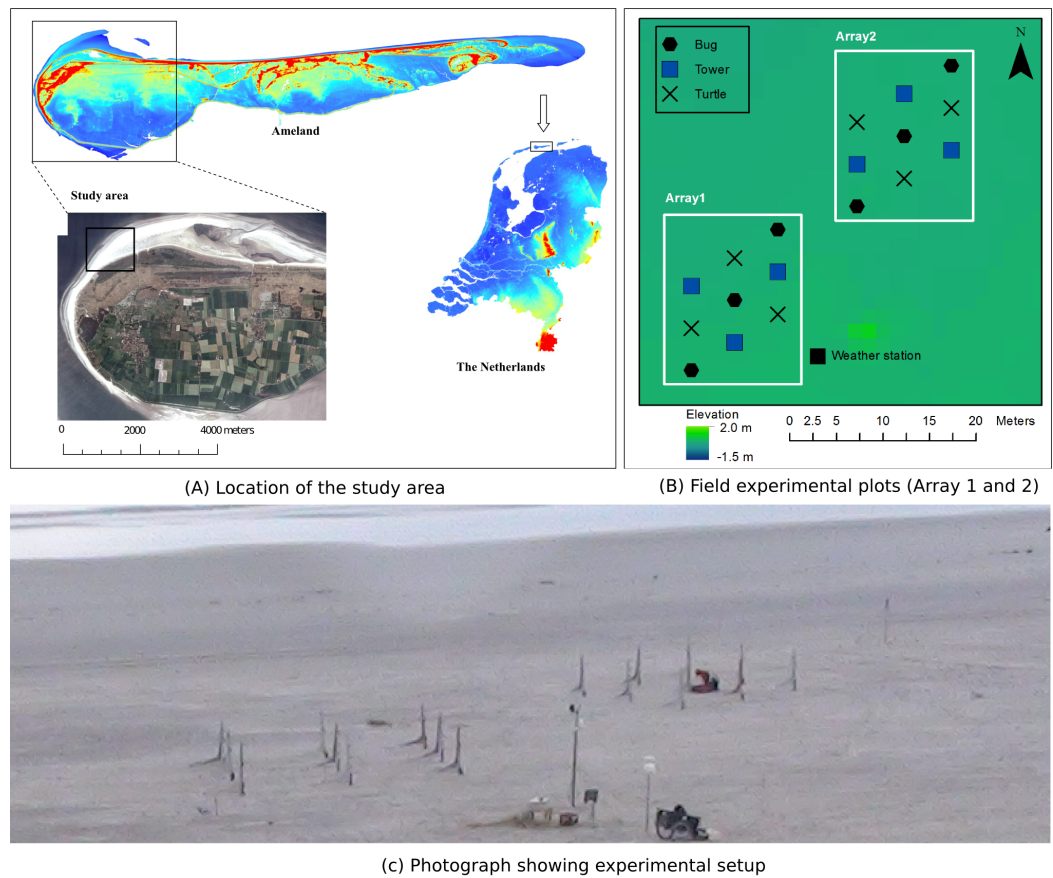 Ameland
Study area
The Netherlands
0 2000 4000 meters
(A) Location of the study area
Bug
Tower
Turtle
Array2
N
Array1
Weather station
Elevation
2.0 m
-1.5 m
0 2.5 5 10 15 20 Meters
(B) Field experimental plots (Array 1 and 2)
(c) Photograph showing experimental setup